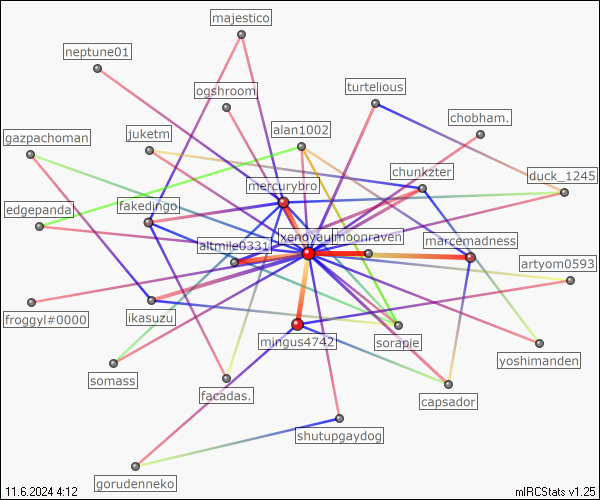 majestico
neptune01
ogshroom
turtelious
chobham.
gazpachoman
juketm
alan1002
chunkzter
duck_1245
mercurybro
edgepanda
fakedingo
altmile0331
moonraven
marcemadness
artyom0593
froggyl#0000
ikasuzu
mingus4742
sorapie
yoshimanden
somass
facadas.
capsador
shutupgaydog
gorudenneko
11.6.2024 4:12
mIRCStats v1.25